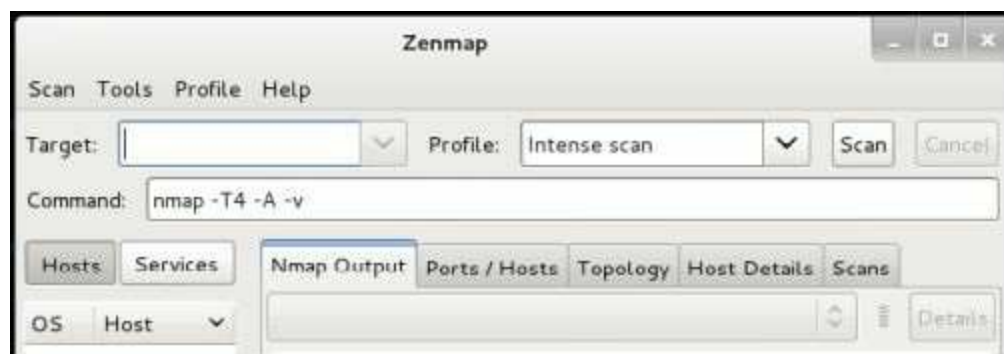 Zenmap
Scan Tools Profile Help
Target: Profile: Intense scan Scan Cancel
Command: nmap -T4 -A -v
Hosts Services Nmap Output Ports / Hosts Topology Host Details Scans
OS Host Details